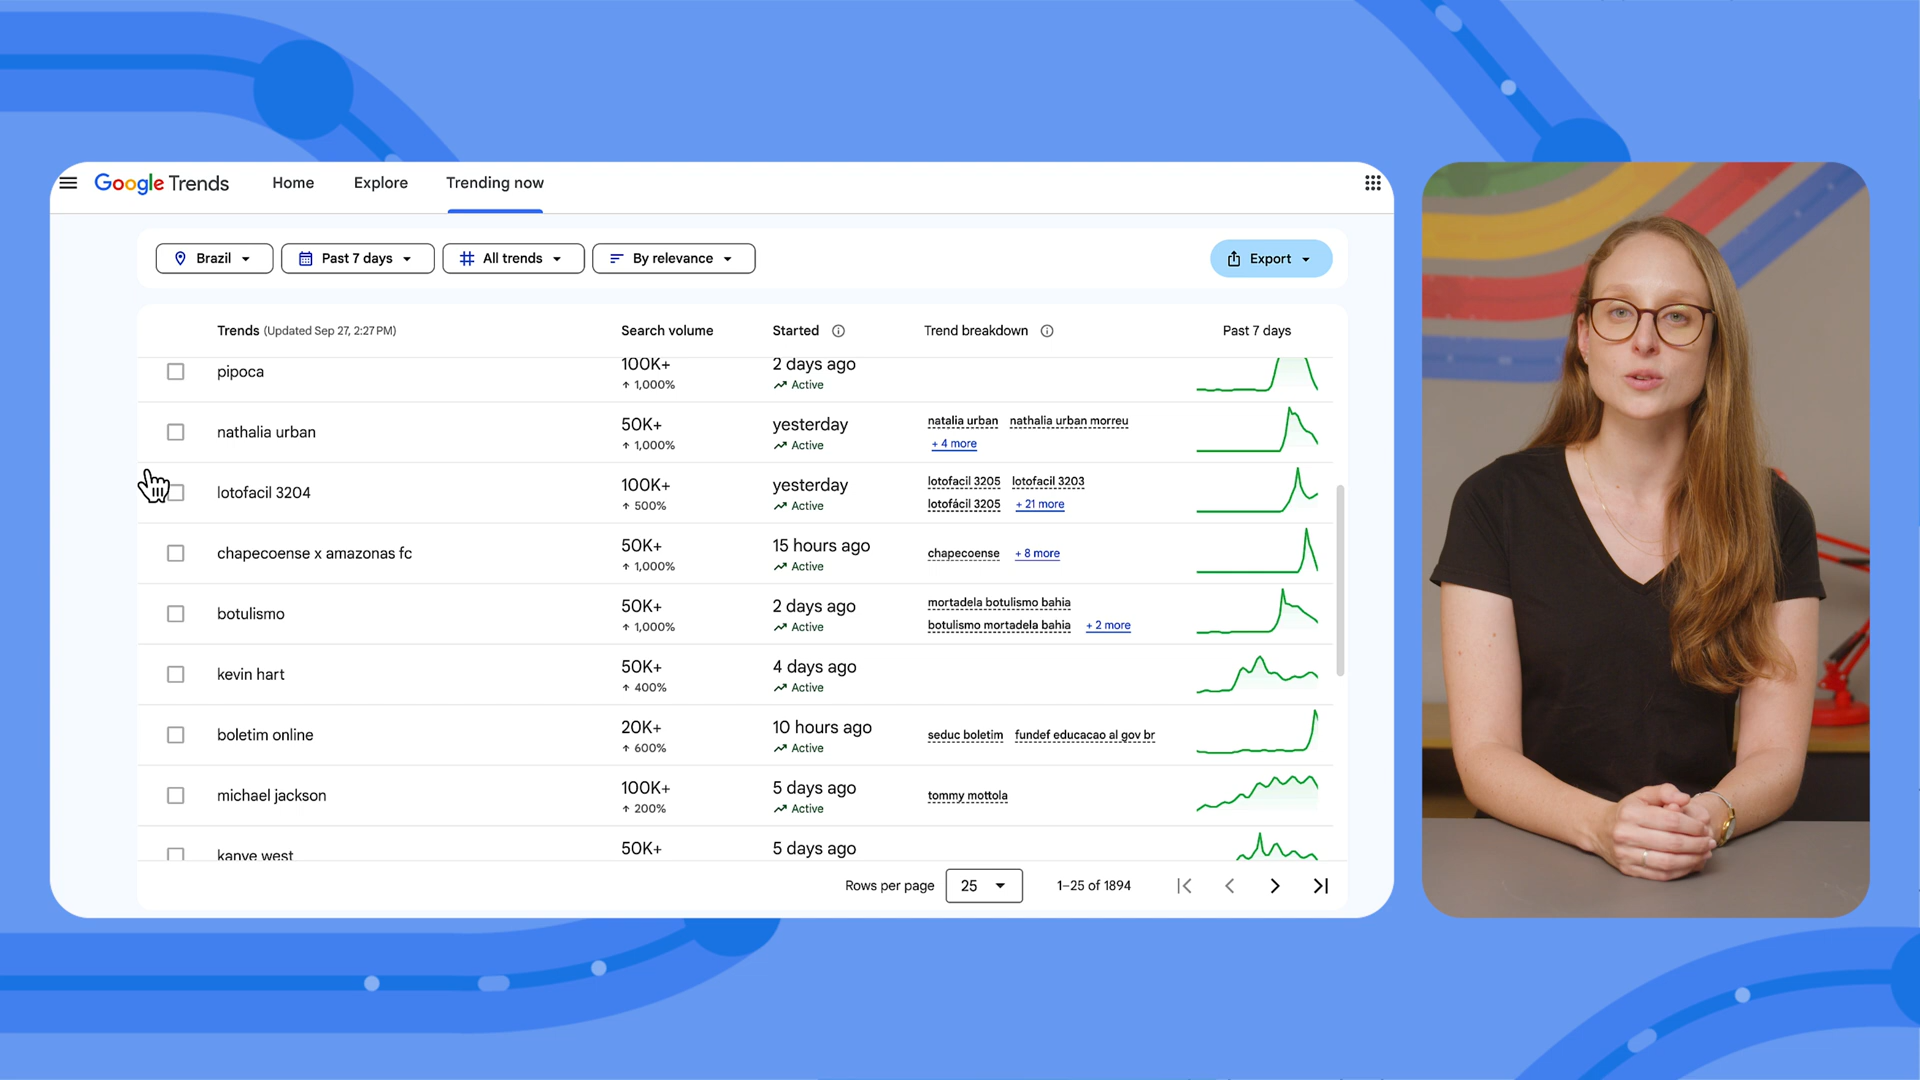 Google Trends Home Explore Trending now
Brazil Past 7 days All trends By relevance Export
Trends (Updated Sep 27, 2:27 PM) Search volume Started Trend breakdown Past 7 days
pipoca 100K+ 2 days ago
↑ 1,000% Active
nathalia urban 50K+ yesterday natalia urban nathalia urban morreu
↑ 1,000% Active + 4 more
lotofacil 3204 100K+ yesterday lotofacil 3205 lotofacil 3203
↑ 500% Active lotofácil 3205 + 21 more
chapecoense x amazonas fc 50K+ 15 hours ago chapecoense + 8 more
↑ 1,000% Active
botulismo 50K+ 2 days ago mortadela botulismo bahia
↑ 1,000% Active botulismo mortadela bahia + 2 more
kevin hart 50K+ 4 days ago
↑ 400% Active
boletim online 20K+ 10 hours ago seduc boletim fundef educacao al gov br
↑ 600% Active
michael jackson 100K+ 5 days ago tommy mottola
↑ 200% Active
kanye west 50K+ 5 days ago
Rows per page 25 1–25 of 1894